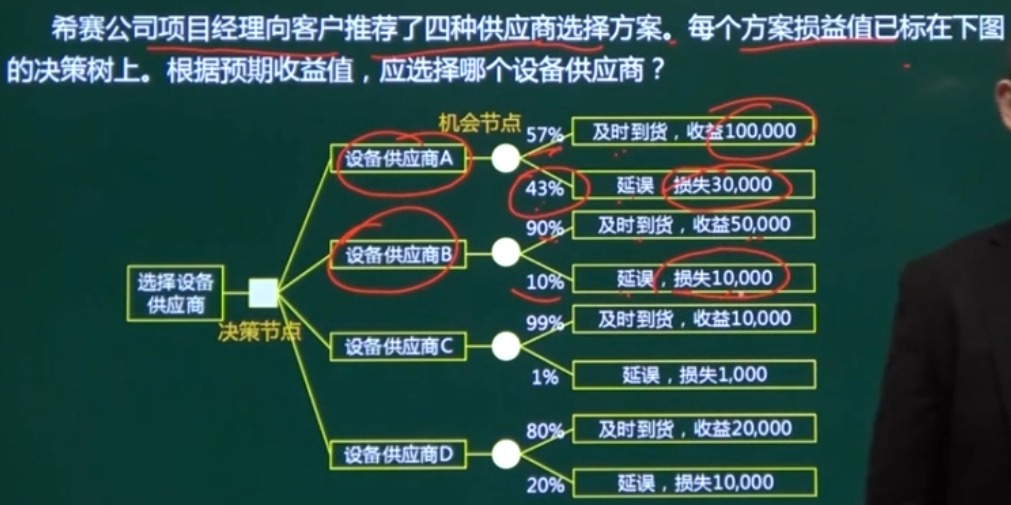 希赛公司项目经理向客户推荐了四种供应商选择方案。每个方案损益值已标在下图
的决策树上。根据预期收益值，应选择哪个设备供应商？
机会节点
57%
及时到货，收益100,000
设备供应商A
43%
延误，损失30,000
90%
及时到货，收益50,000
设备供应商B
10%
延误，损失10,000
选择设备
供应商
决策节点
99%
及时到货，收益10,000
设备供应商C
1%
延误，损失1,000
80%
及时到货，收益20,000
设备供应商D
20%
延误，损失10,000